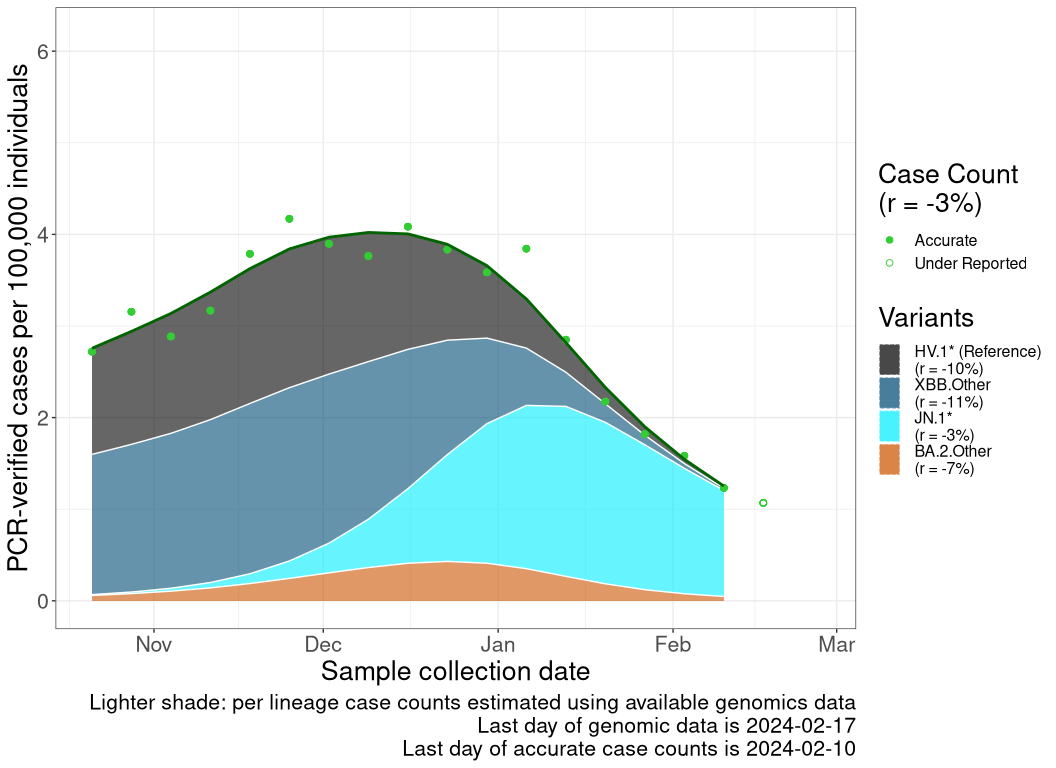 PCR-verified cases per 100,000 individuals
6
4
2
0
Nov
Dec
Jan
Feb
Mar
Sample collection date
Lighter shade: per lineage case counts estimated using available genomics data
Last day of genomic data is 2024-02-17
Last day of accurate case counts is 2024-02-10
Case Count
(r = -3%)
Accurate
Under Reported
Variants
HV.1* (Reference)
(r = -10%)
XBB.Other
(r = -11%)
JN.1*
(r = -3%)
BA.2.Other
(r = -7%)